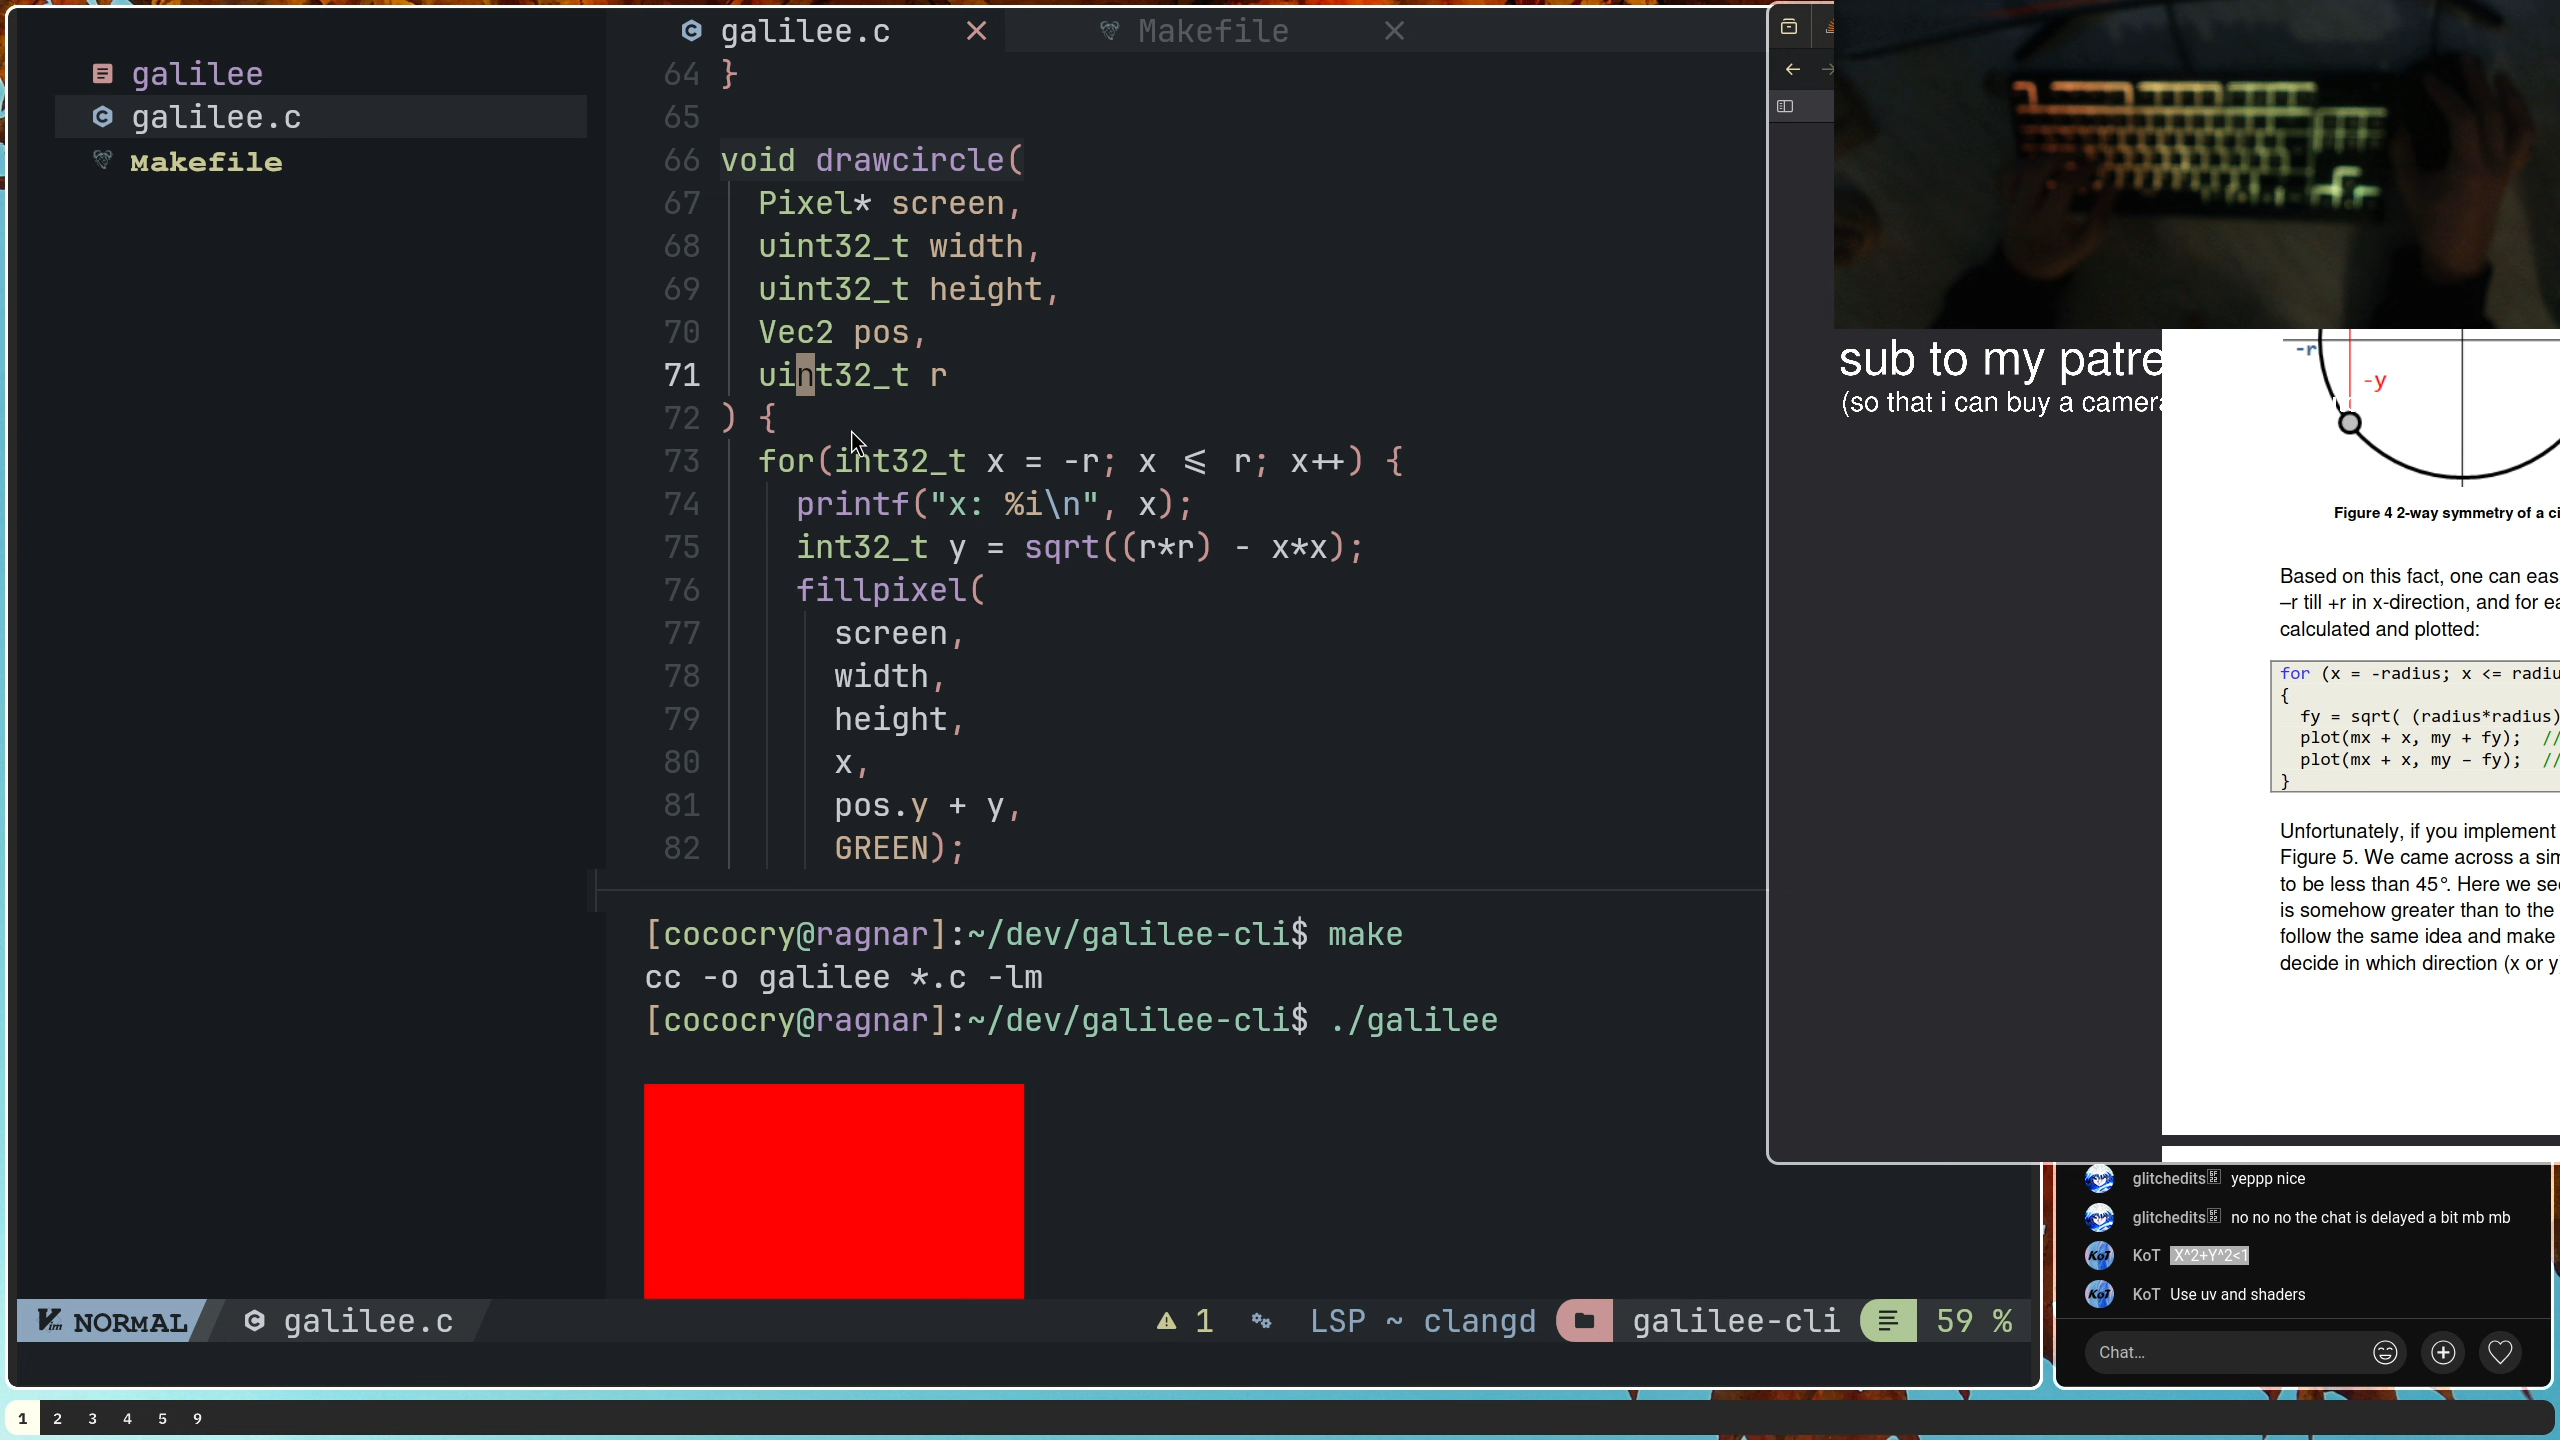 galilee
galilee.c
Makefile
galilee.c
Makefile
64 }
65
66 void drawcircle(
67 Pixel* screen,
68 uint32_t width,
69 uint32_t height,
70 Vec2 pos,
71 uint32_t r
72 ) {
73 for(int32_t x = -r; x <= r; x++) {
74 printf("x: %i\n", x);
75 int32_t y = sqrt((r*r) - x*x);
76 fillpixel(
77 screen,
78 width,
79 height,
80 x,
81 pos.y + y,
82 GREEN);
[cococry@ragnar]:~/dev/galilee-cli$ make
cc -o galilee *.c -lm
[cococry@ragnar]:~/dev/galilee-cli$ ./galilee
NORMAL galilee.c 1 LSP ~ clangd galilee-cli 59 %
1 2 3 4 5 9
sub to my patre
(so that i can buy a camera
-r
-y
Figure 4 2-way symmetry of a ci
Based on this fact, one can eas
–r till +r in x-direction, and for ea
calculated and plotted:
for (x = -radius; x <= radiu
{
fy = sqrt( (radius*radius)
plot(mx + x, my + fy); //
plot(mx + x, my – fy); //
}
Unfortunately, if you implement
Figure 5. We came across a sim
to be less than 45°. Here we see
is somehow greater than to the
follow the same idea and make
decide in which direction (x or y
glitchedits yeppp nice
glitchedits no no no the chat is delayed a bit mb mb
KoT X^2+Y^2<1
KoT Use uv and shaders
Chat...